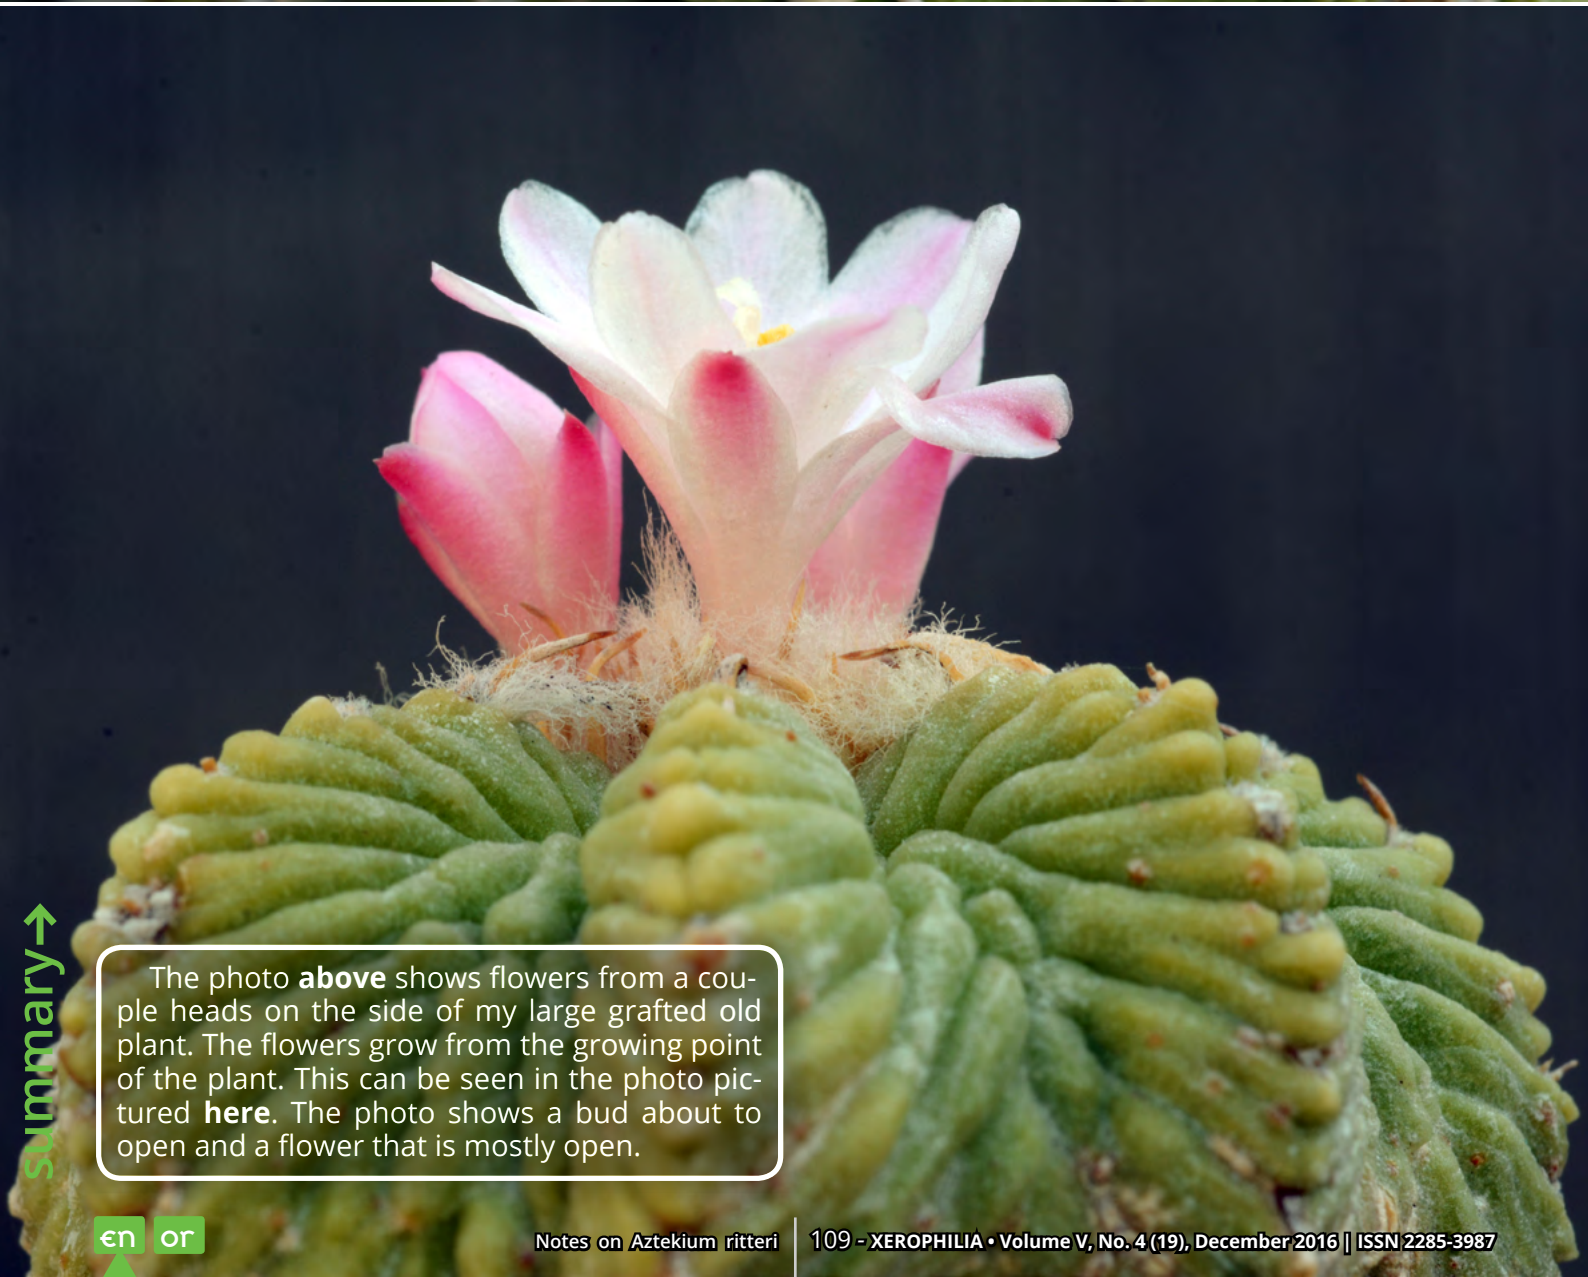 The photo above shows flowers from a cou-
ple heads on the side of my large grafted old
plant. The flowers grow from the growing point
of the plant. This can be seen in the photo pic-
tured here. The photo shows a bud about to
open and a flower that is mostly open.
summary→
en or
Notes on Aztekium ritteri
109 - XEROPHILIA • Volume V, No. 4 (19), December 2016 | ISSN 2285-3987